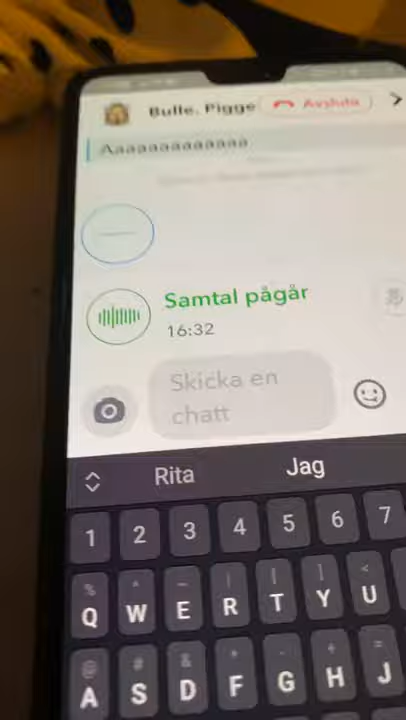 Bulle, Pigge Avsluta
Aaaaaaaaaaaaa
Samtal pågår
16:32
Skicka en
chatt
Rita Jag
1 2 3 4 5 6 7
Q W E R T Y U
A S D F G H J